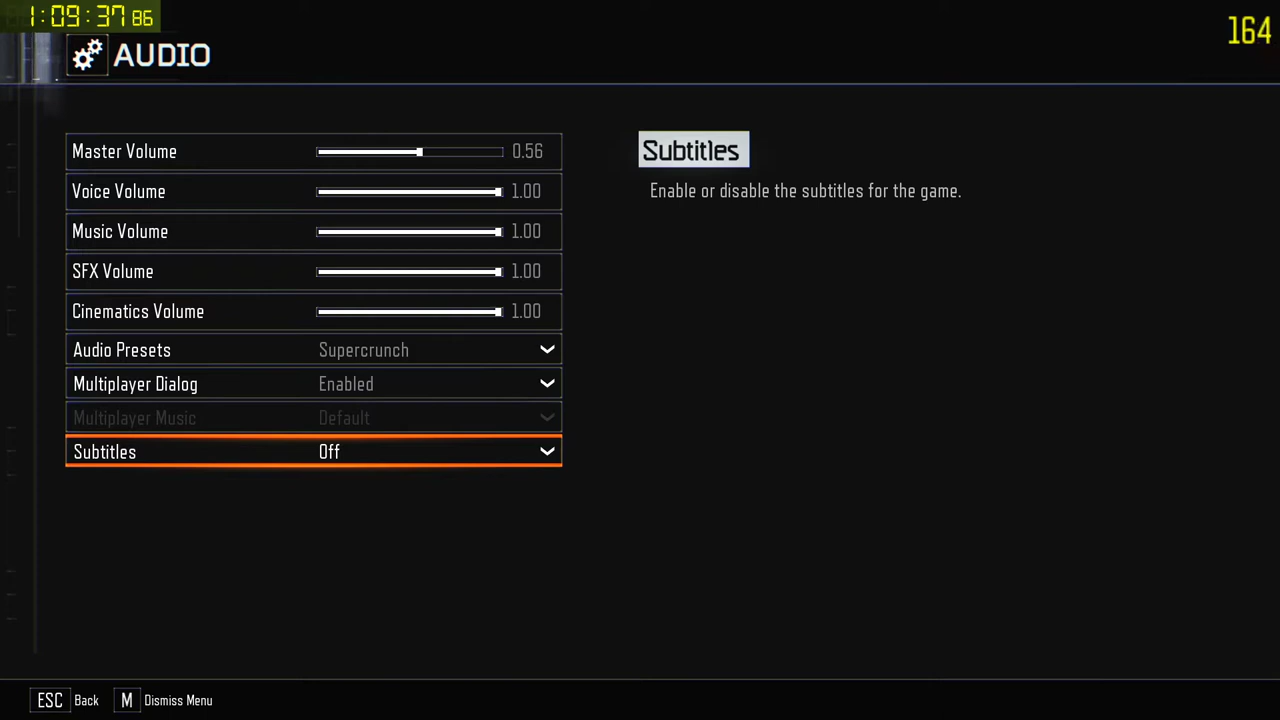 1:09:37 86
164
AUDIO
Master Volume 0.56
Subtitles
Enable or disable the subtitles for the game.
Voice Volume 1.00
Music Volume 1.00
SFX Volume 1.00
Cinematics Volume 1.00
Audio Presets Supercrunch
Multiplayer Dialog Enabled
Multiplayer Music Default
Subtitles Off
ESC Back M Dismiss Menu